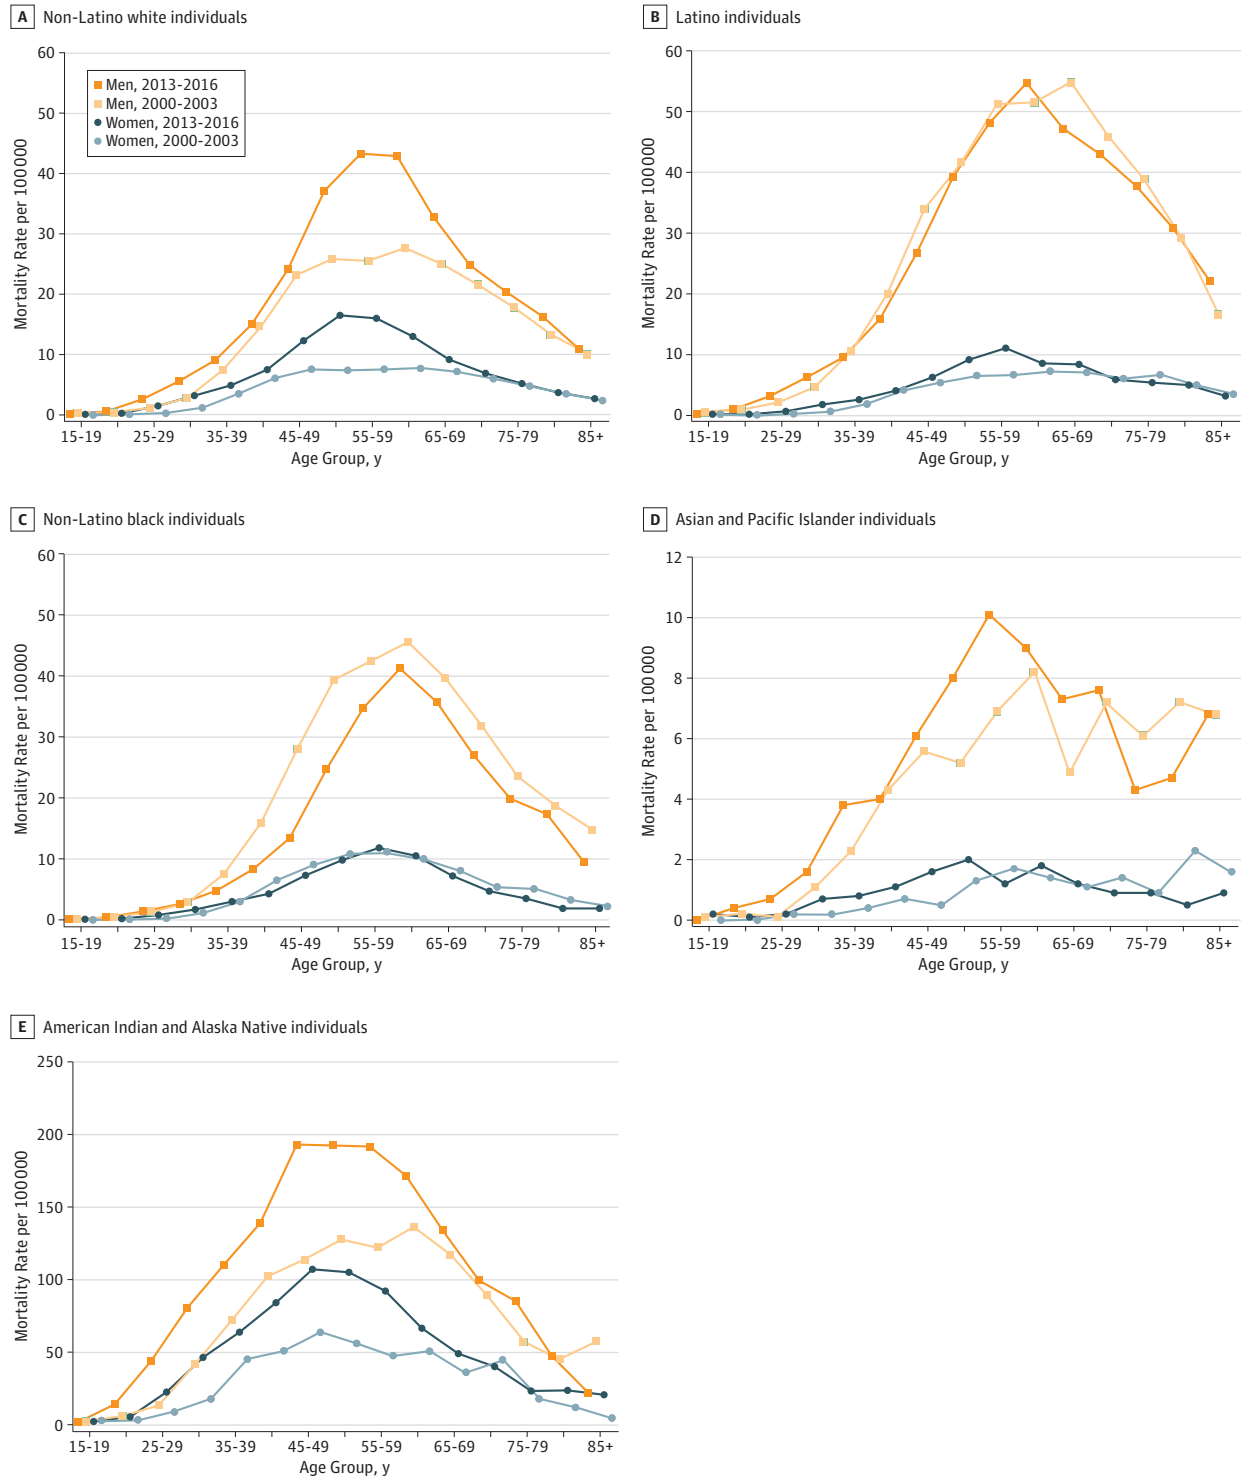 A Non-Latino white individuals
60
50
40
30
20
10
0
Mortality Rate per 100 000
Men, 2013-2016
Men, 2000-2003
Women, 2013-2016
Women, 2000-2003
15-19 25-29 35-39 45-49 55-59 65-69 75-79 85+
Age Group, y
B Latino individuals
60
50
40
30
20
10
0
Mortality Rate per 100 000
15-19 25-29 35-39 45-49 55-59 65-69 75-79 85+
Age Group, y
C Non-Latino black individuals
60
50
40
30
20
10
0
Mortality Rate per 100 000
15-19 25-29 35-39 45-49 55-59 65-69 75-79 85+
Age Group, y
D Asian and Pacific Islander individuals
12
10
8
6
4
2
0
Mortality Rate per 100 000
15-19 25-29 35-39 45-49 55-59 65-69 75-79 85+
Age Group, y
E American Indian and Alaska Native individuals
250
200
150
100
50
0
Mortality Rate per 100 000
15-19 25-29 35-39 45-49 55-59 65-69 75-79 85+
Age Group, y